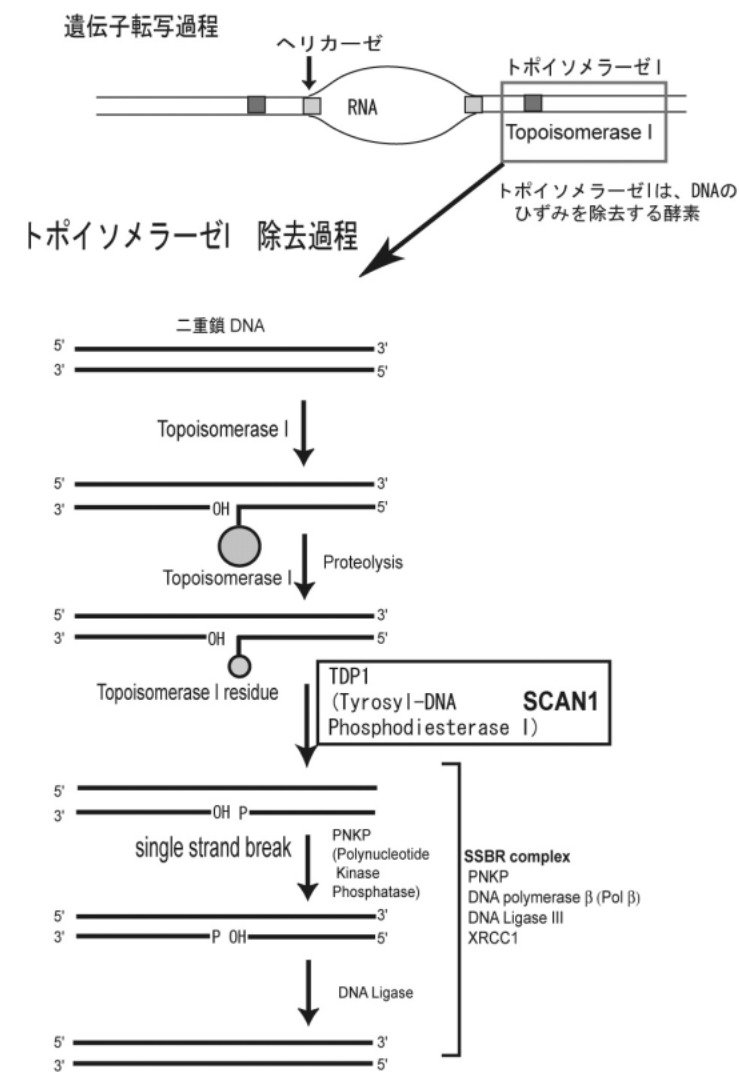 遺伝子転写過程
ヘリカーゼ
トポイソメラーゼI
RNA
Topoisomerase I
トポイソメラーゼIは、DNAの
ひずみを除去する酵素
トポイソメラーゼI 除去過程
二重鎖 DNA
5' 3'
3' 5'
Topoisomerase I
5' 3'
3' OH 5'
Topoisomerase I
Proteolysis
5' 3'
3' OH 5'
Topoisomerase I residue
TDP1
(Tyrosyl-DNA
Phosphodiesterase I)
SCAN1
5'
3' OH P
single strand break
PNKP
(Polynucleotide
Kinase
Phosphatase)
SSBR complex
PNKP
DNA polymerase β (Pol β)
DNA Ligase III
XRCC1
5' 3'
3' P OH 5'
DNA Ligase
5' 3'
3' 5'